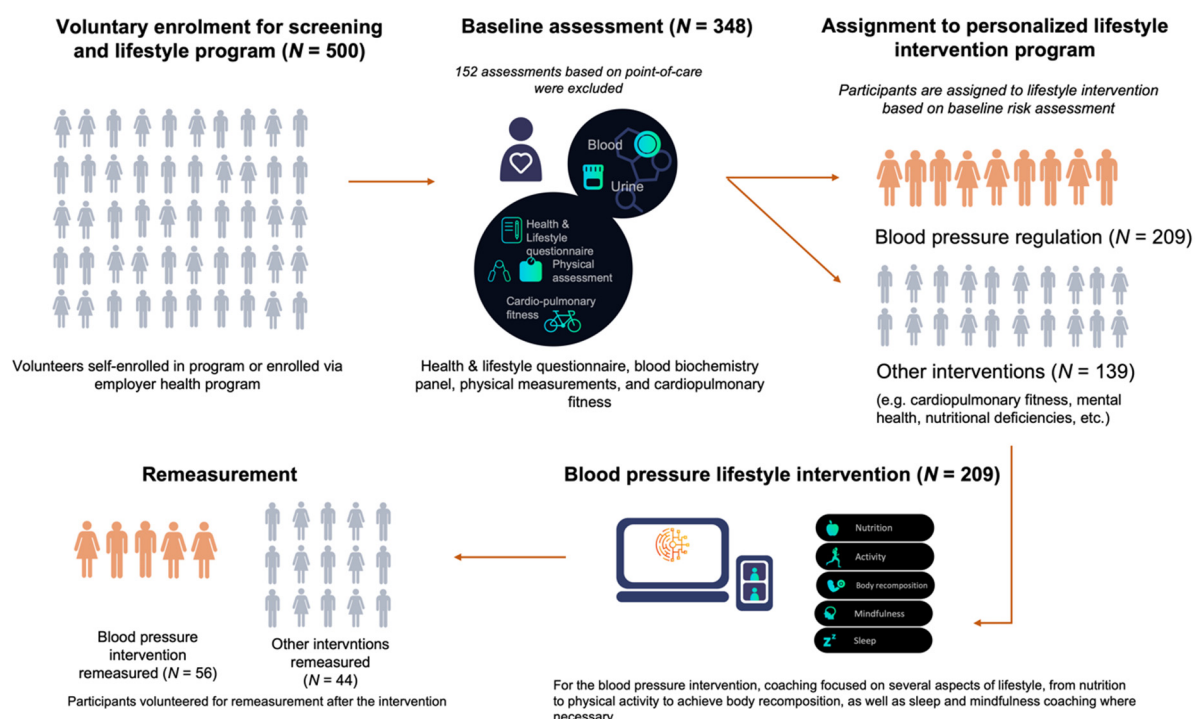 Voluntary enrolment for screening
and lifestyle program (N = 500)
Volunteers self-enrolled in program or enrolled via
employer health program
Baseline assessment (N = 348)
152 assessments based on point-of-care
were excluded
Blood
Urine
Health &
Lifestyle
questionnaire
Physical
assessment
Cardio-pulmonary
fitness
Health & lifestyle questionnaire, blood biochemistry
panel, physical measurements, and cardiopulmonary
fitness
Assignment to personalized lifestyle
intervention program
Participants are assigned to lifestyle intervention
based on baseline risk assessment
Blood pressure regulation (N = 209)
Other interventions (N = 139)
(e.g. cardiopulmonary fitness, mental
health, nutritional deficiencies, etc.)
Blood pressure lifestyle intervention (N = 209)
Nutrition
Activity
Body recomposition
Mindfulness
zzz Sleep
For the blood pressure intervention, coaching focused on several aspects of lifestyle, from nutrition
to physical activity to achieve body recomposition, as well as sleep and mindfulness coaching where
necessary
Remeasurement
Blood pressure
intervention
remeasured (N = 56)
Other intervntions
remeasured
(N = 44)
Participants volunteered for remeasurement after the intervention